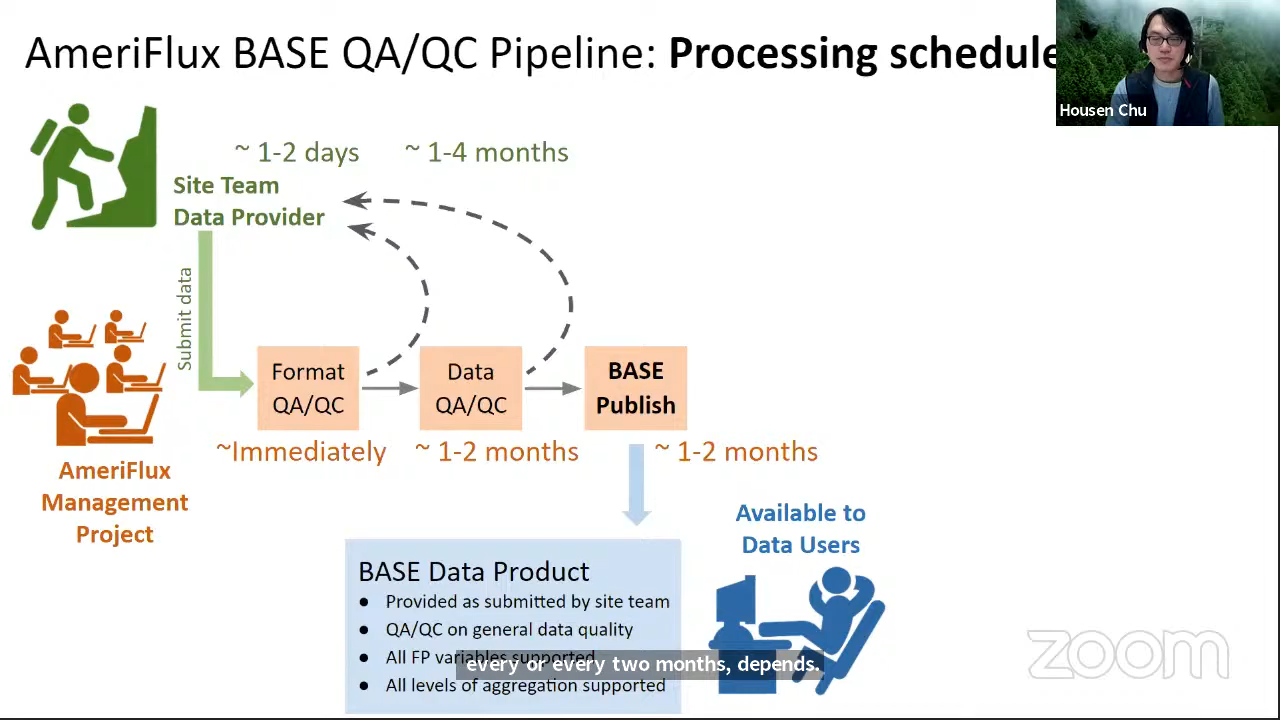 AmeriFlux BASE QA/QC Pipeline: Processing schedule
Housen Chu
~ 1-2 days
~ 1-4 months
Site Team
Data Provider
Submit data
Format
QA/QC
Data
QA/QC
BASE
Publish
~Immediately
~ 1-2 months
~ 1-2 months
AmeriFlux
Management
Project
Available to
Data Users
BASE Data Product
● Provided as submitted by site team
● QA/QC on general data quality
● All FP variables supported
● All levels of aggregation supported
every or every two months, depends.
zoom